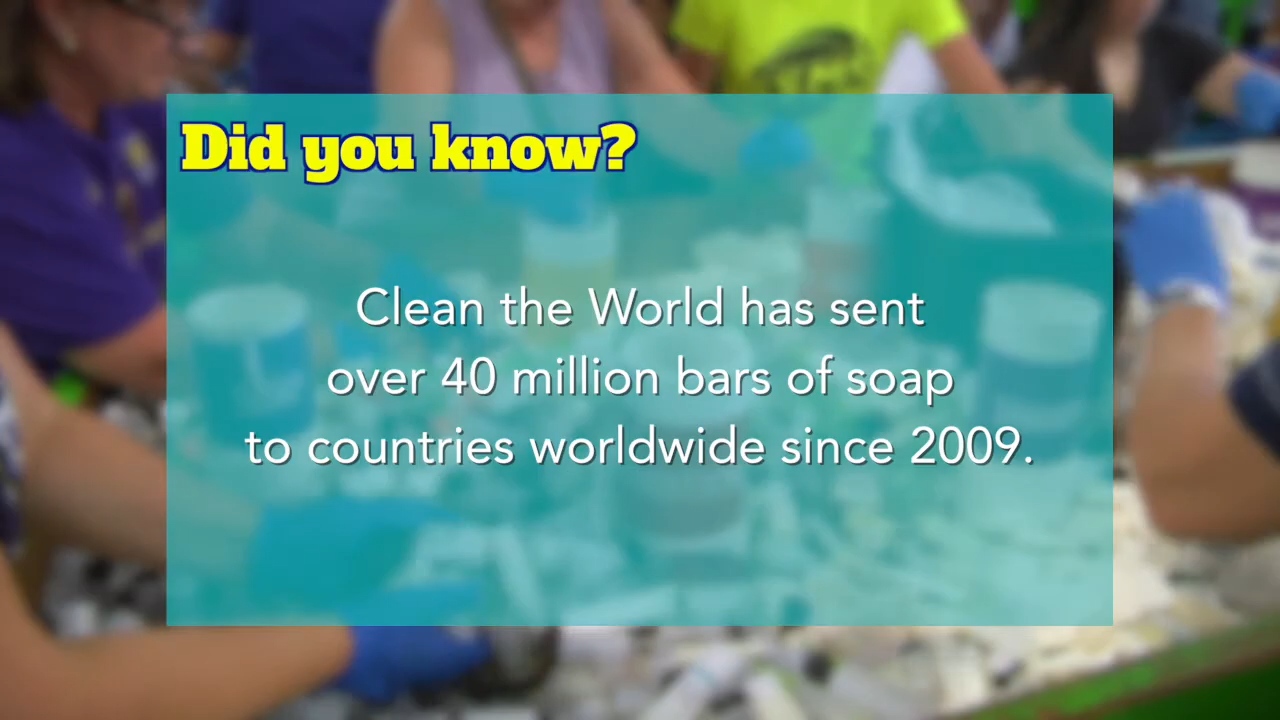 Did you know?
Clean the World has sent
over 40 million bars of soap
to countries worldwide since 2009.